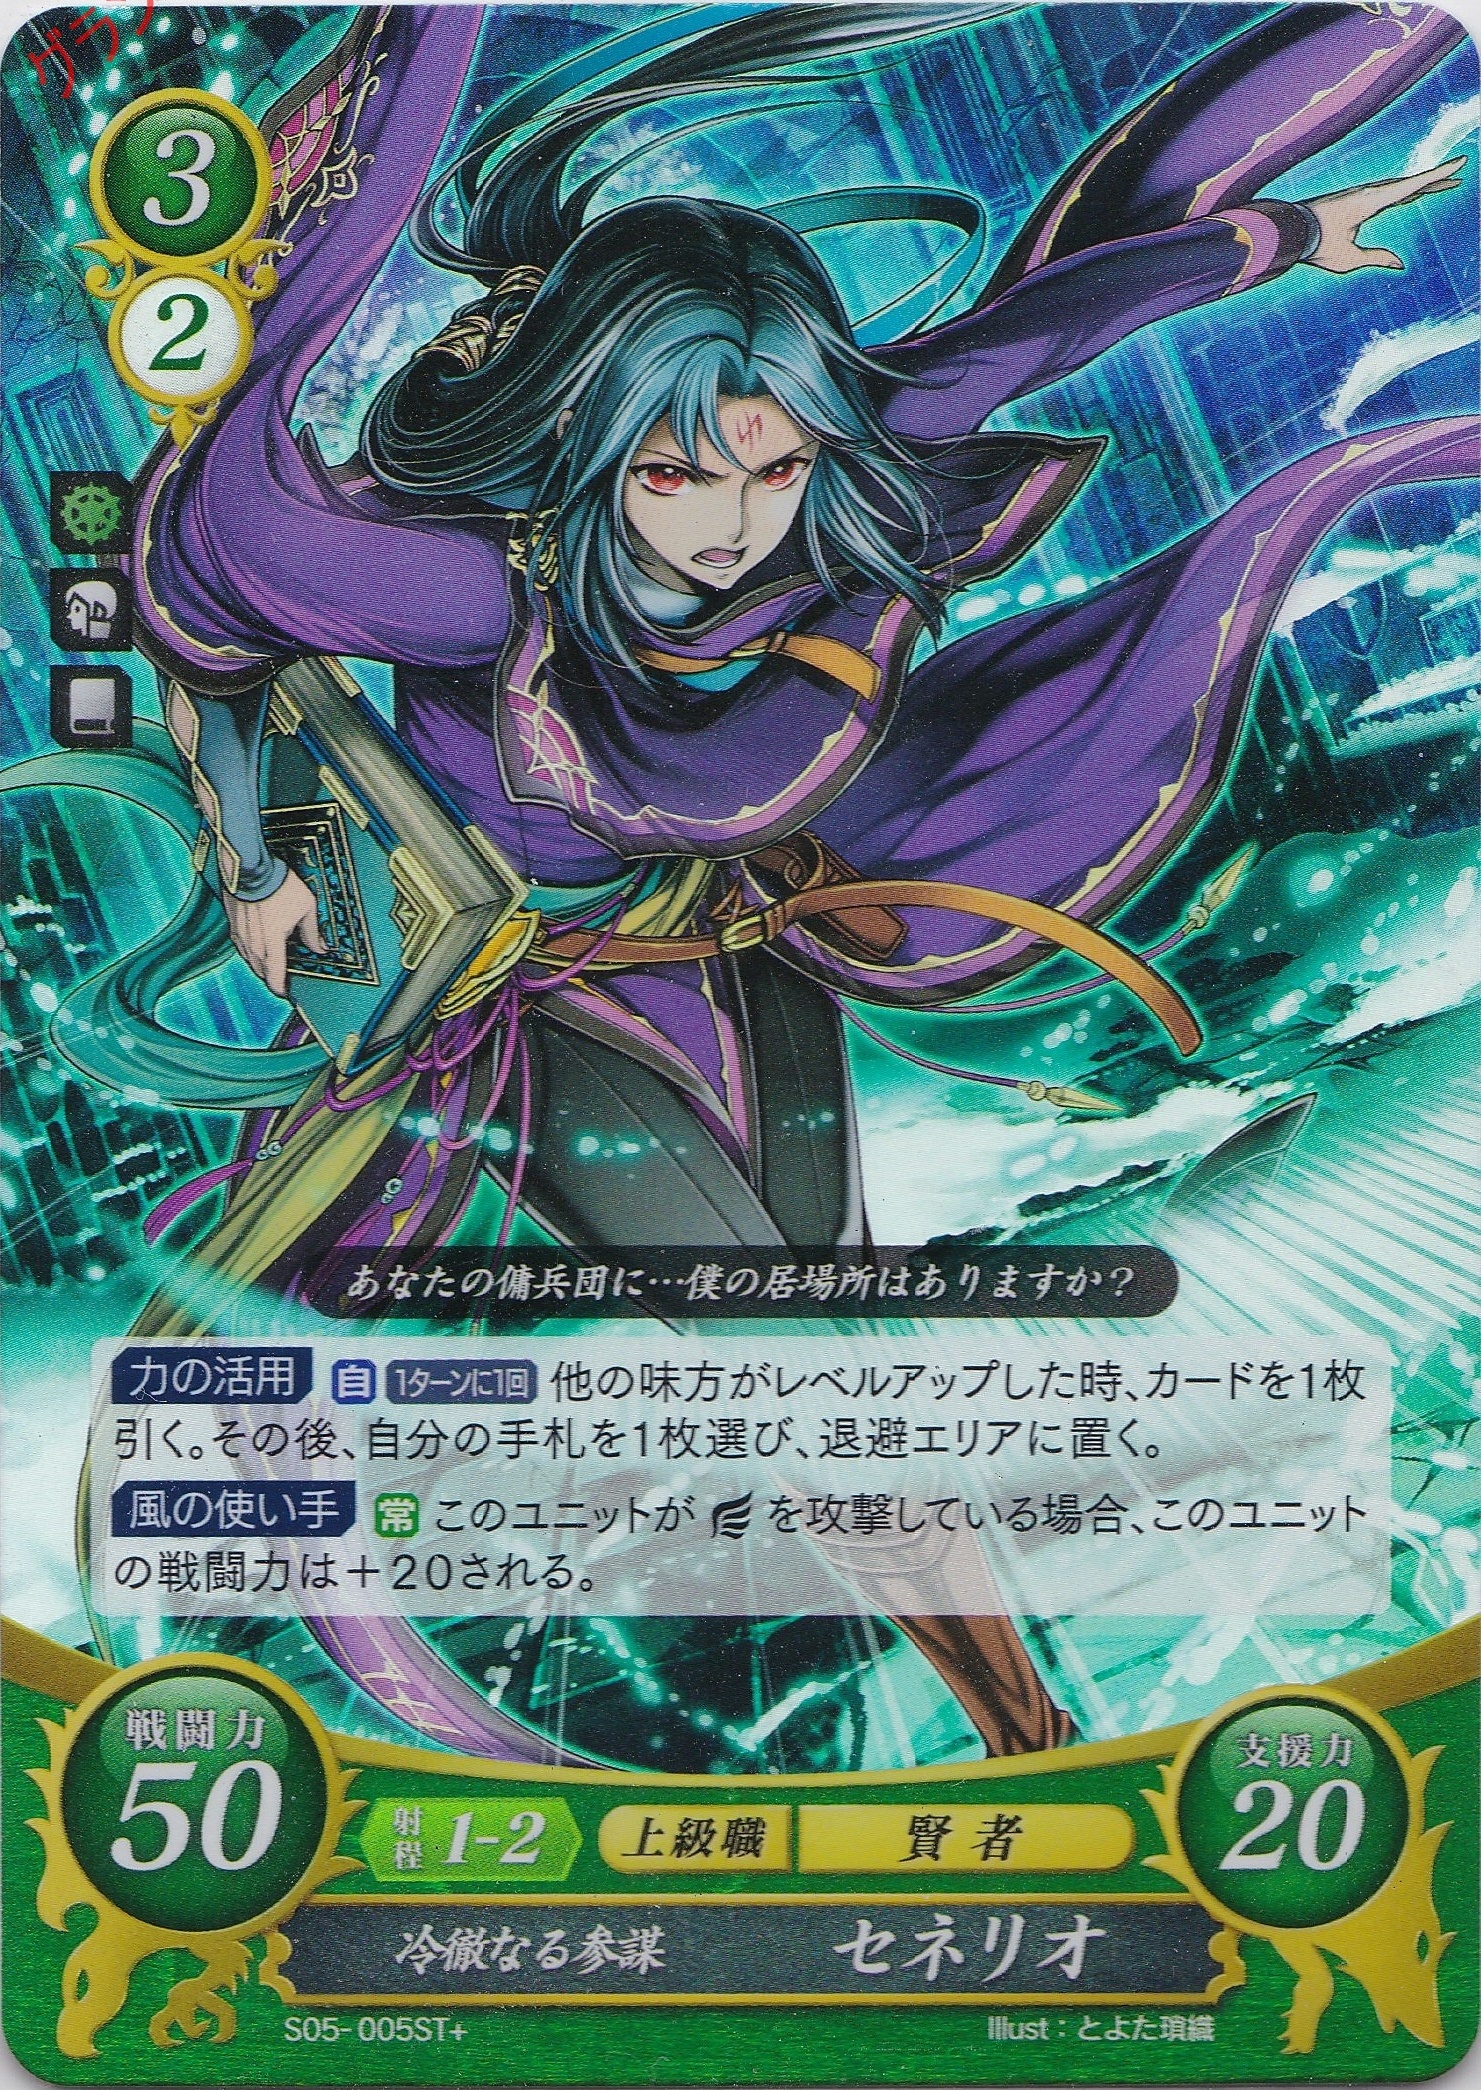 グラン
3
2
あなたの傭兵団に…僕の居場所はありますか？
力の活用 自 1ターンに1回 他の味方がレベルアップした時、カードを1枚
引く。その後、自分の手札を1枚選び、退避エリアに置く。
風の使い手 常 このユニットが を攻撃している場合、このユニット
の戦闘力は＋20される。
戦闘力
50
射程 1-2
上級職 賢者
支援力
20
冷徹なる参謀 セネリオ
S05-005ST+ Illust：とよた瑣織